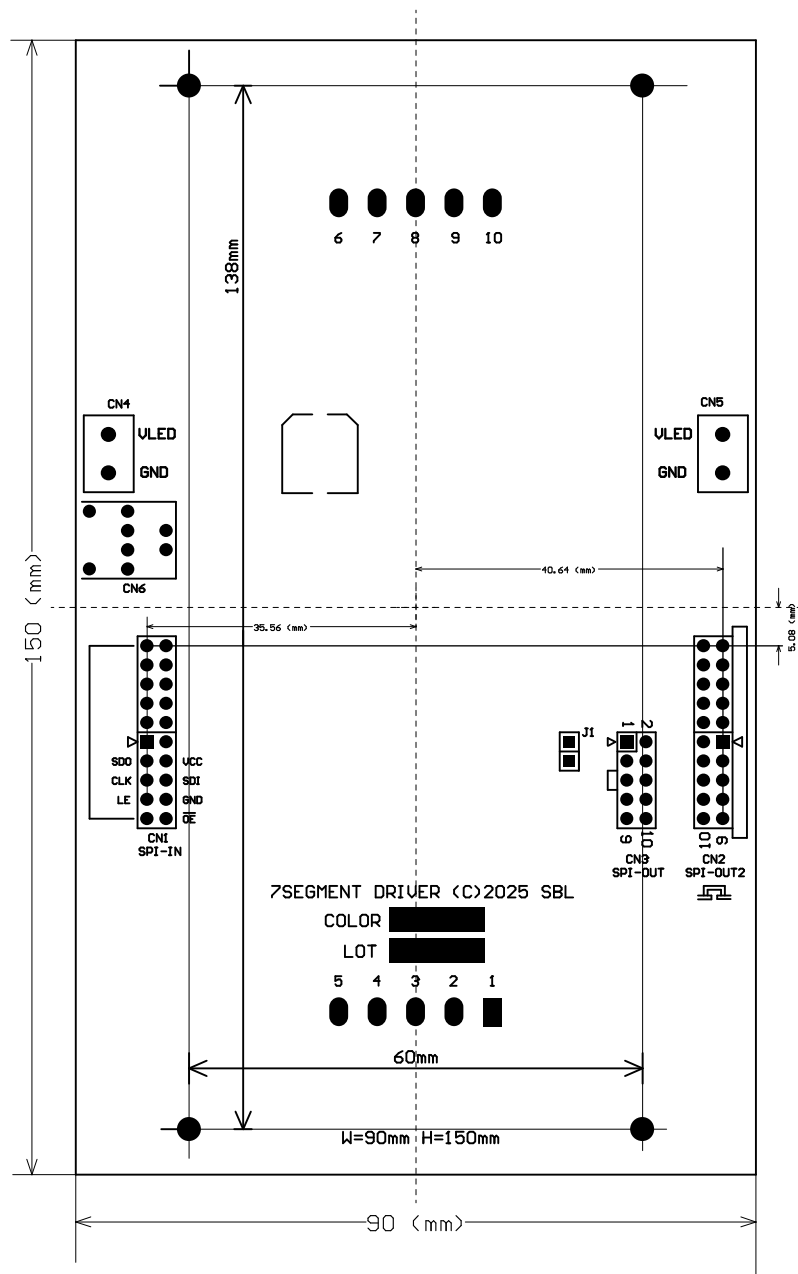 138mm
6 7 8 9 10
CN4
VLED
GND
CN5
VLED
GND
CN6
150 (mm)
40.64 (mm)
35.56 (mm)
5.08 (mm)
J1
1 2
SDO VCC
CLK SDI
LE GND
OE
CN1
SPI-IN
9 10
CN3
SPI-OUT
10 9
CN2
SPI-OUT2
7SEGMENT DRIVER (C)2025 SBL
COLOR
LOT
5 4 3 2 1
60mm
W=90mm H=150mm
90 (mm)